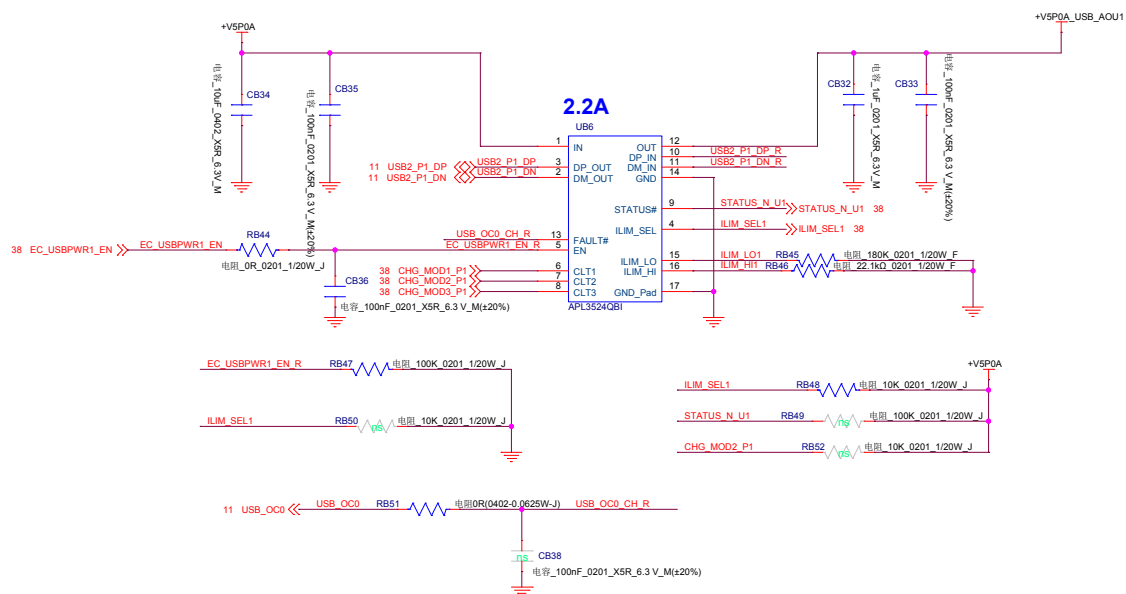 +V5P0A
+V5P0A_USB_AOU1
电容_10uF_0402_X5R_6.3V_M
CB34
电容_100nF_0201_X5R_6.3 V_M(±20%)
CB35
CB32
电容_1uF_0201_X5R_6.3V_M
CB33
电容_100nF_0201_X5R_6.3 V_M(±20%)
2.2A
UB6
1 IN
OUT 12
DP_IN 10 USB2_P1_DP_R
11 USB2_P1_DP USB2_P1_DP 3 DP_OUT
DM_IN 11 USB2_P1_DN_R
11 USB2_P1_DN USB2_P1_DN 2 DM_OUT
GND 14
STATUS# 9 STATUS_N_U1 STATUS_N_U1 38
ILIM_SEL 4 ILIM_SEL1 ILIM_SEL1 38
USB_OC0_CH_R 13 FAULT#
38 EC_USBPWR1_EN EC_USBPWR1_EN RB44 EC_USBPWR1_EN_R 5 EN
电阻_0R_0201_1/20W_J
ILIM_LO 15 ILIM_LO1 RB45 电阻_180K_0201_1/20W_F
38 CHG_MOD1_P1 6 CLT1
ILIM_HI 16 ILIM_HI1 RB46 电阻_22.1kΩ_0201_1/20W_F
38 CHG_MOD2_P1 7 CLT2
38 CHG_MOD3_P1 8 CLT3
GND_Pad 17
CB36
电容_100nF_0201_X5R_6.3 V_M(±20%)
APL3524QBI
EC_USBPWR1_EN_R RB47 电阻_100K_0201_1/20W_J
ILIM_SEL1 RB50 ns 电阻_10K_0201_1/20W_J
+V5P0A
ILIM_SEL1 RB48 电阻_10K_0201_1/20W_J
STATUS_N_U1 RB49 ns 电阻_100K_0201_1/20W_J
CHG_MOD2_P1 RB52 ns 电阻_10K_0201_1/20W_J
11 USB_OC0 USB_OC0 RB51 电阻0R(0402-0.0625W-J) USB_OC0_CH_R
ns CB38
电容_100nF_0201_X5R_6.3 V_M(±20%)